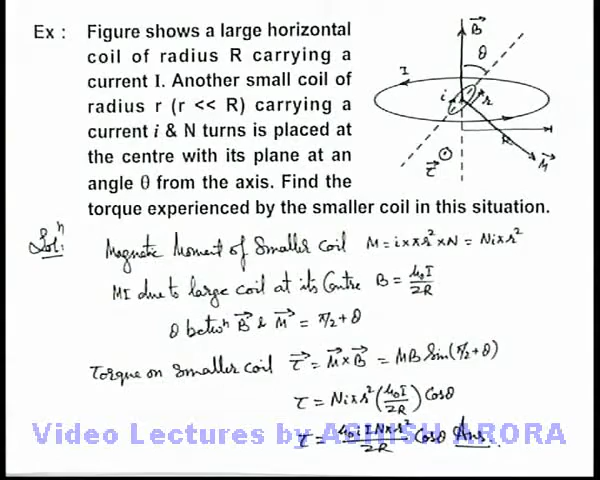 Ex : Figure shows a large horizontal
coil of radius R carrying a
current I. Another small coil of
radius r (r << R) carrying a
current i & N turns is placed at
the centre with its plane at an
angle θ from the axis. Find the
torque experienced by the smaller coil in this situation.
B⃗
θ
I
i
r
R
M⃗
τ⃗
Solⁿ: Magnetic Moment of Smaller coil M = i×πr²×N = Niπr²
MI due to large coil at its Centre B = μ₀I/2R
θ betwⁿ B⃗ & M⃗ = π/2 + θ
Torque on Smaller coil τ⃗ = M⃗×B⃗ = MB Sin(π/2+θ)
τ = Niπr² (μ₀I/2R) Cosθ
τ = μ₀iINπr²/2R Cosθ Ans.
Video Lectures by ASHISH ARORA